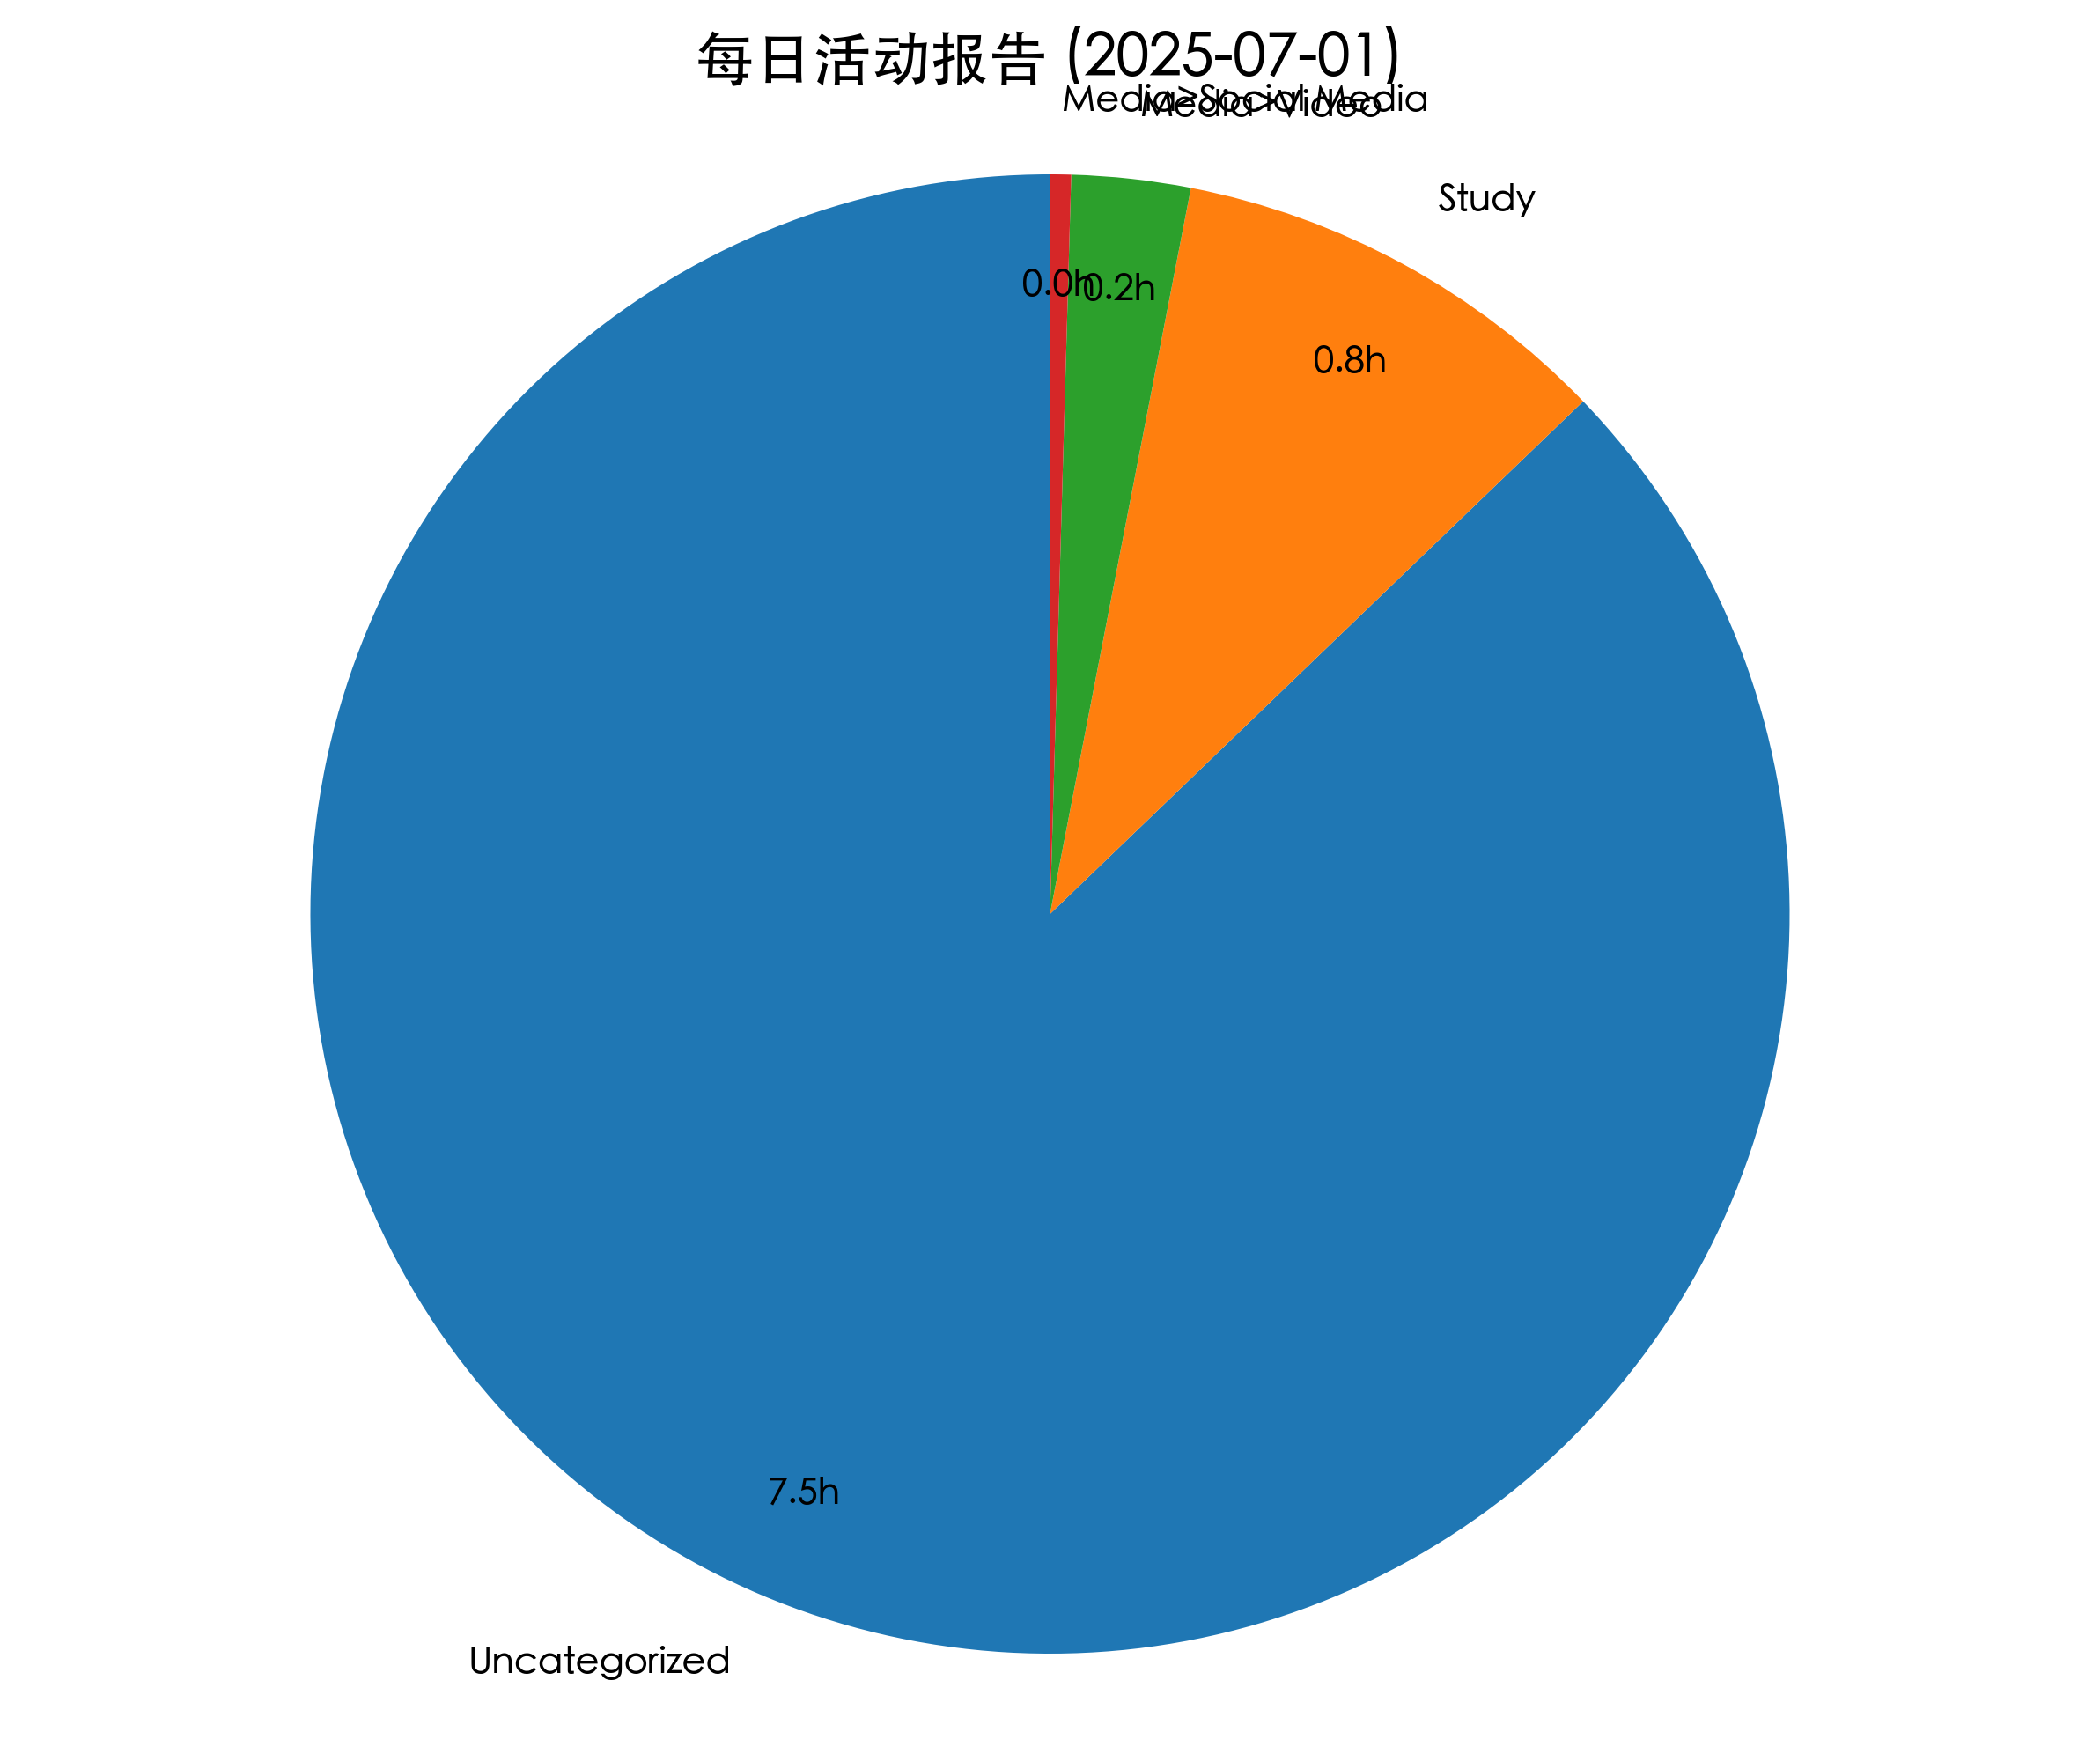 每日活动报告 (2025-07-01)
Media > Social Media
Media > Video
Study
0.0h
0.2h
0.8h
7.5h
Uncategorized